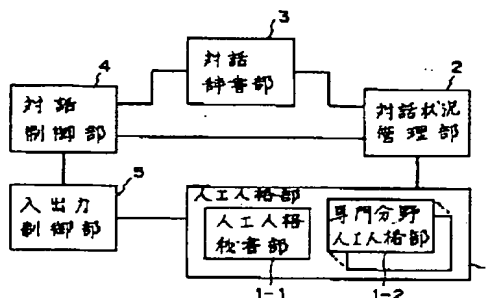 3
対話
辞書部
4
対話
制御部
2
対話状況
管理部
5
入出力
制御部
人工人格部
人工人格
秘書部
専門分野
人工人格部
1-1
1-2